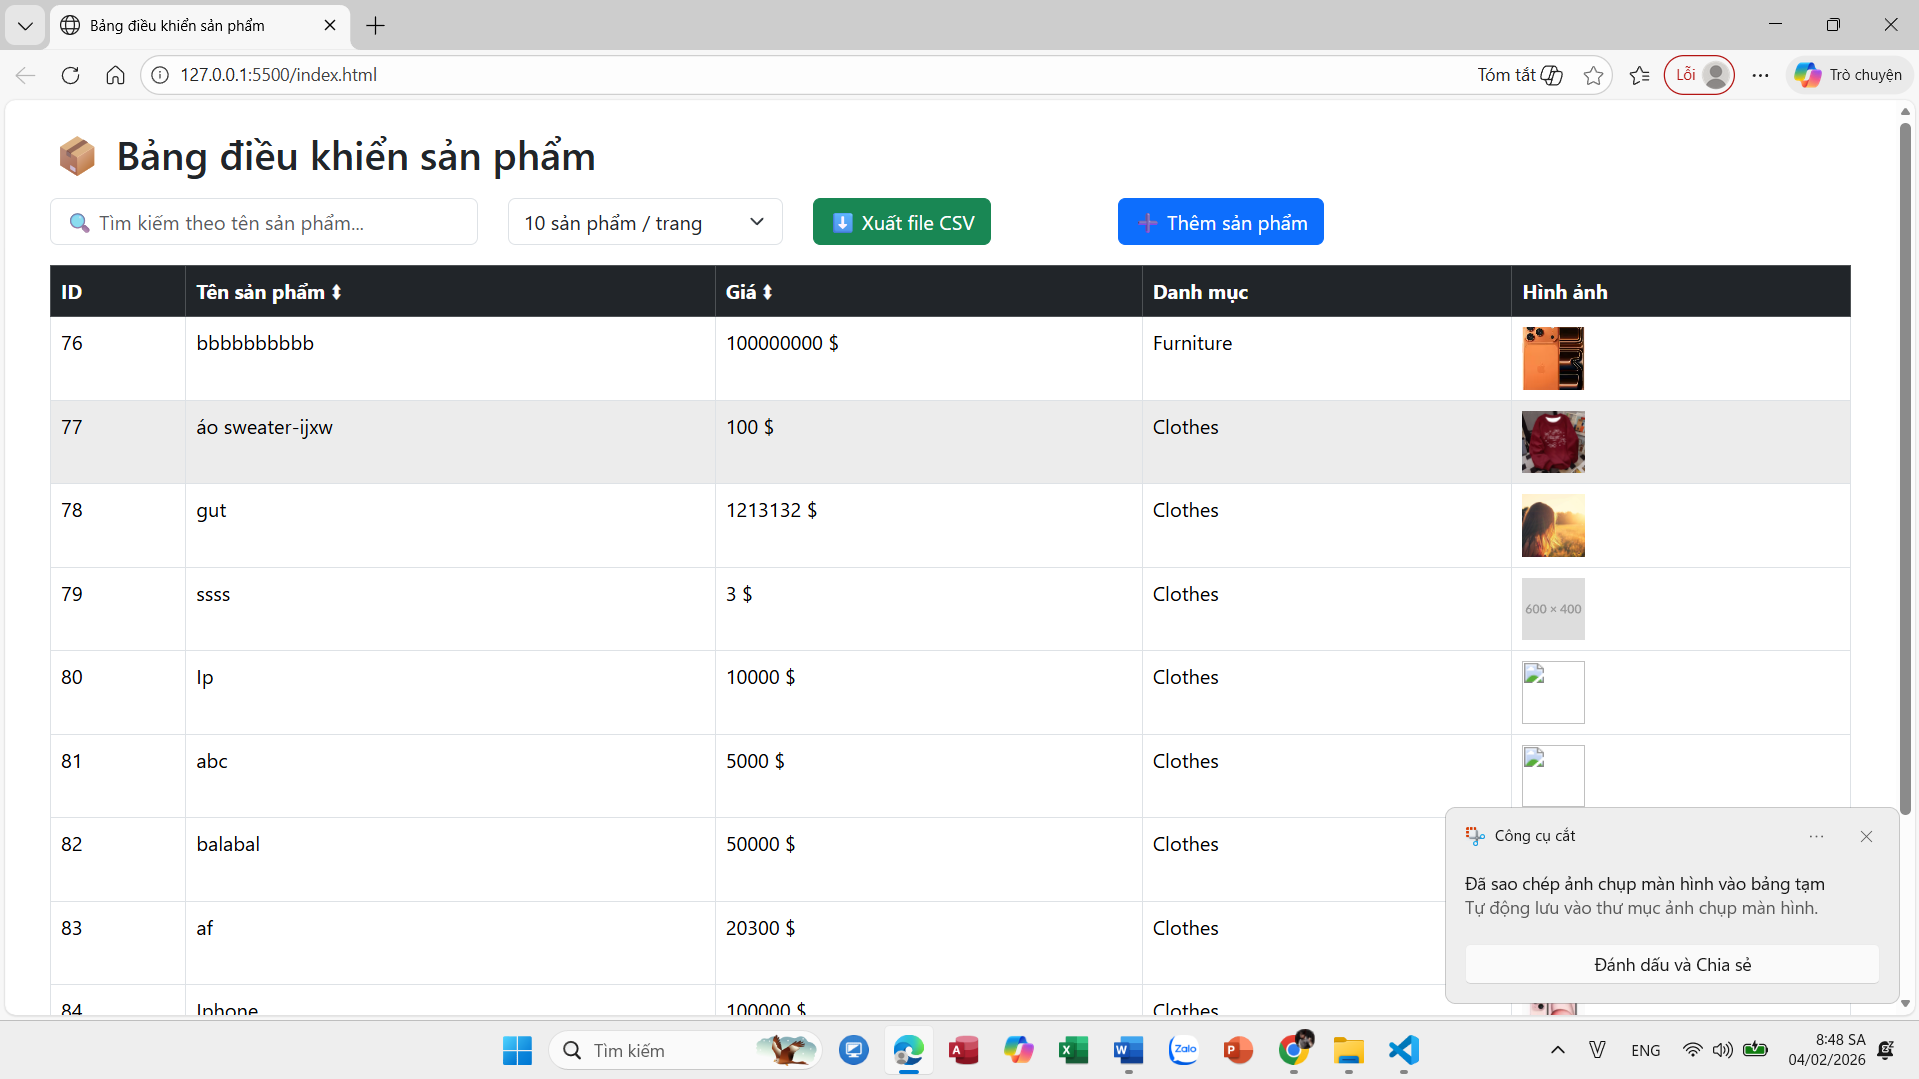 Bảng điều khiển sản phẩm
127.0.0.1:5500/index.html
Tóm tắt
Lỗi
Trò chuyện
Bảng điều khiển sản phẩm
Tìm kiếm theo tên sản phẩm...
10 sản phẩm / trang
Xuất file CSV
Thêm sản phẩm
ID Tên sản phẩm Giá Danh mục Hình ảnh
76 bbbbbbbbbb 100000000 $ Furniture
77 áo sweater-ijxw 100 $ Clothes
78 gut 1213132 $ Clothes
79 ssss 3 $ Clothes 600 × 400
80 Ip 10000 $ Clothes
81 abc 5000 $ Clothes
82 balabal 50000 $ Clothes
83 af 20300 $ Clothes
84 Iphone 100000 $ Clothes
Công cụ cắt
Đã sao chép ảnh chụp màn hình vào bảng tạm
Tự động lưu vào thư mục ảnh chụp màn hình.
Đánh dấu và Chia sẻ
Tìm kiếm
Zalo
V
ENG
8:48 SA
04/02/2026